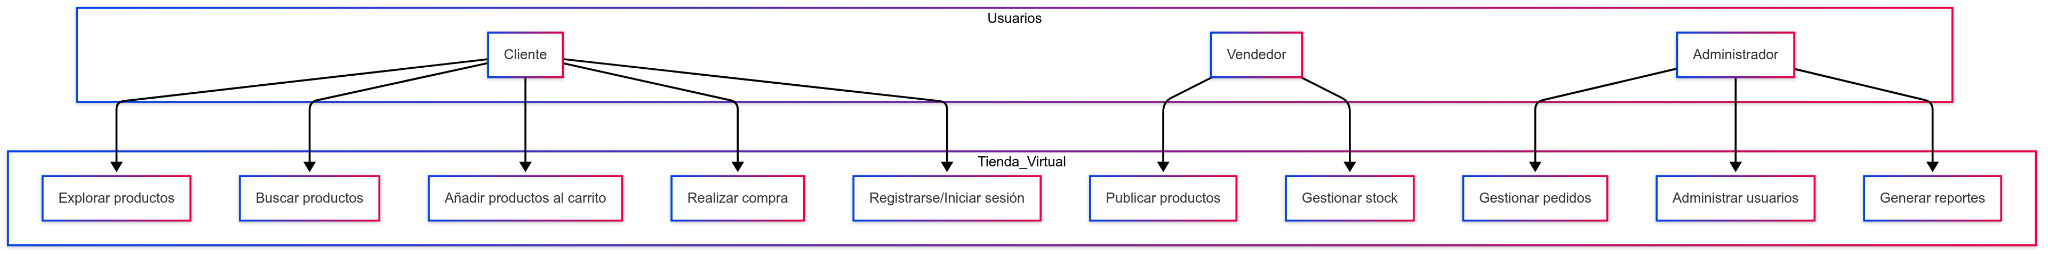 Usuarios
Cliente
Vendedor
Administrador
Tienda_Virtual
Explorar productos
Buscar productos
Añadir productos al carrito
Realizar compra
Registrarse/Iniciar sesión
Publicar productos
Gestionar stock
Gestionar pedidos
Administrar usuarios
Generar reportes